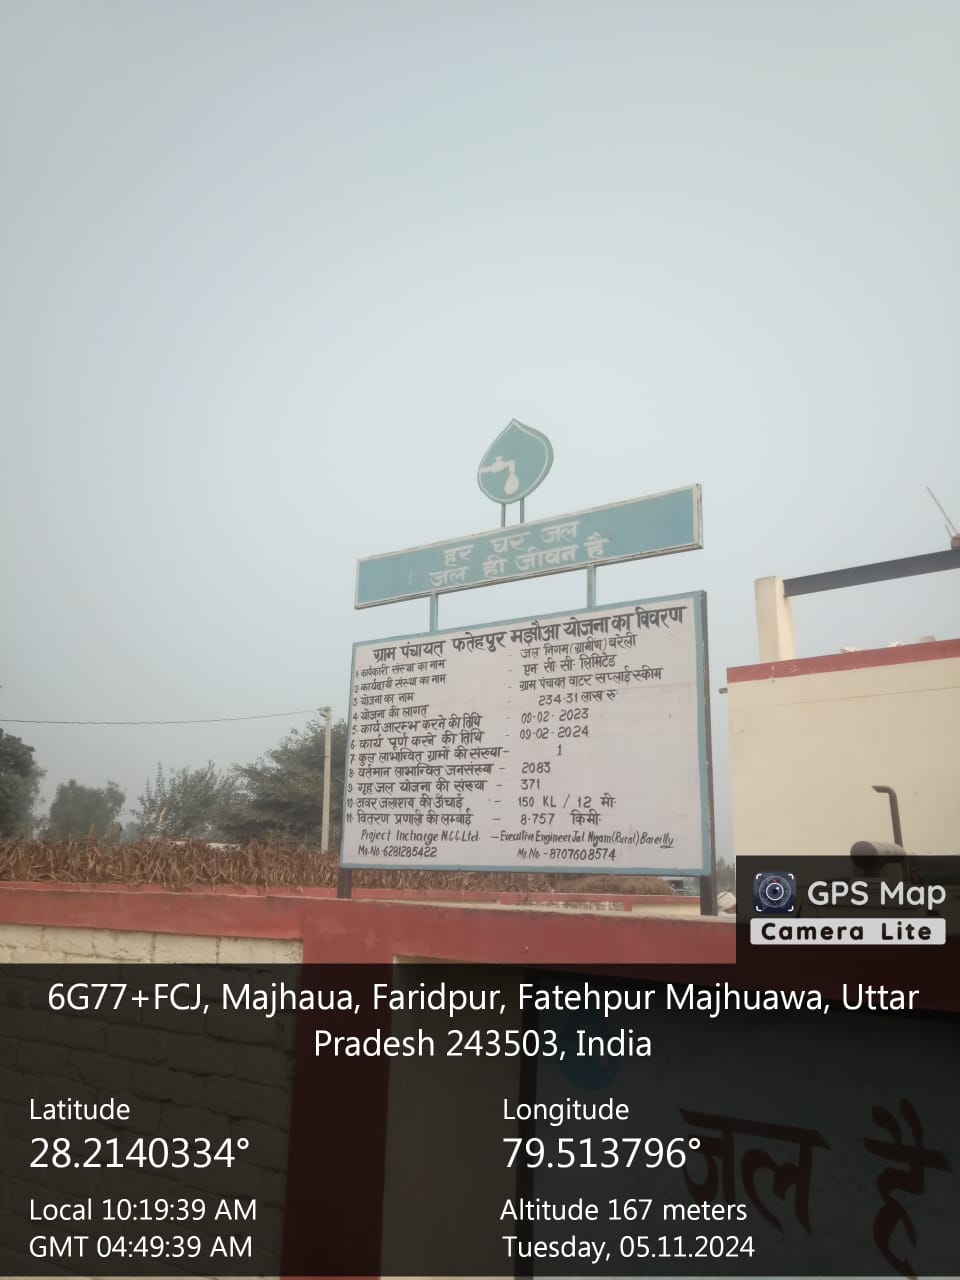 हर घर जल
जल ही जीवन है
ग्राम पंचायत फतेहपुर मझौआ योजना का विवरण
1 कार्यकारी संस्था का नाम - जल निगम (ग्रामीण) बरेली
2 कार्यदायी संस्था का नाम - एन सी सी लिमिटेड
3 योजना का नाम - ग्राम पंचायत वाटर सप्लाई स्कीम
4 योजना की लागत - 234.31 लाख रु
5 कार्य आरम्भ करने की तिथि - 09-02-2023
6 कार्य पूर्ण करने की तिथि - 09-02-2024
7 कुल लाभान्वित ग्रामों की संख्या- 1
8 वर्तमान लाभान्वित जनसंख्या - 2083
9 गृह जल योजना की संख्या - 371
10 अवर जलाशय की ऊँचाई - 150 KL / 12 मी
11 वितरण प्रणाली की लम्बाई - 8.757 किमी
Project Incharge N.C.C.Ltd. - Executive Engineer Jal Nigam (Rural) Bareilly
Mo.No-6281285422 Mo.No-8707608574
GPS Map
Camera Lite
6G77+FCJ, Majhaua, Faridpur, Fatehpur Majhuawa, Uttar
Pradesh 243503, India
Latitude Longitude
28.2140334° 79.513796°
Local 10:19:39 AM Altitude 167 meters
GMT 04:49:39 AM Tuesday, 05.11.2024
जल है